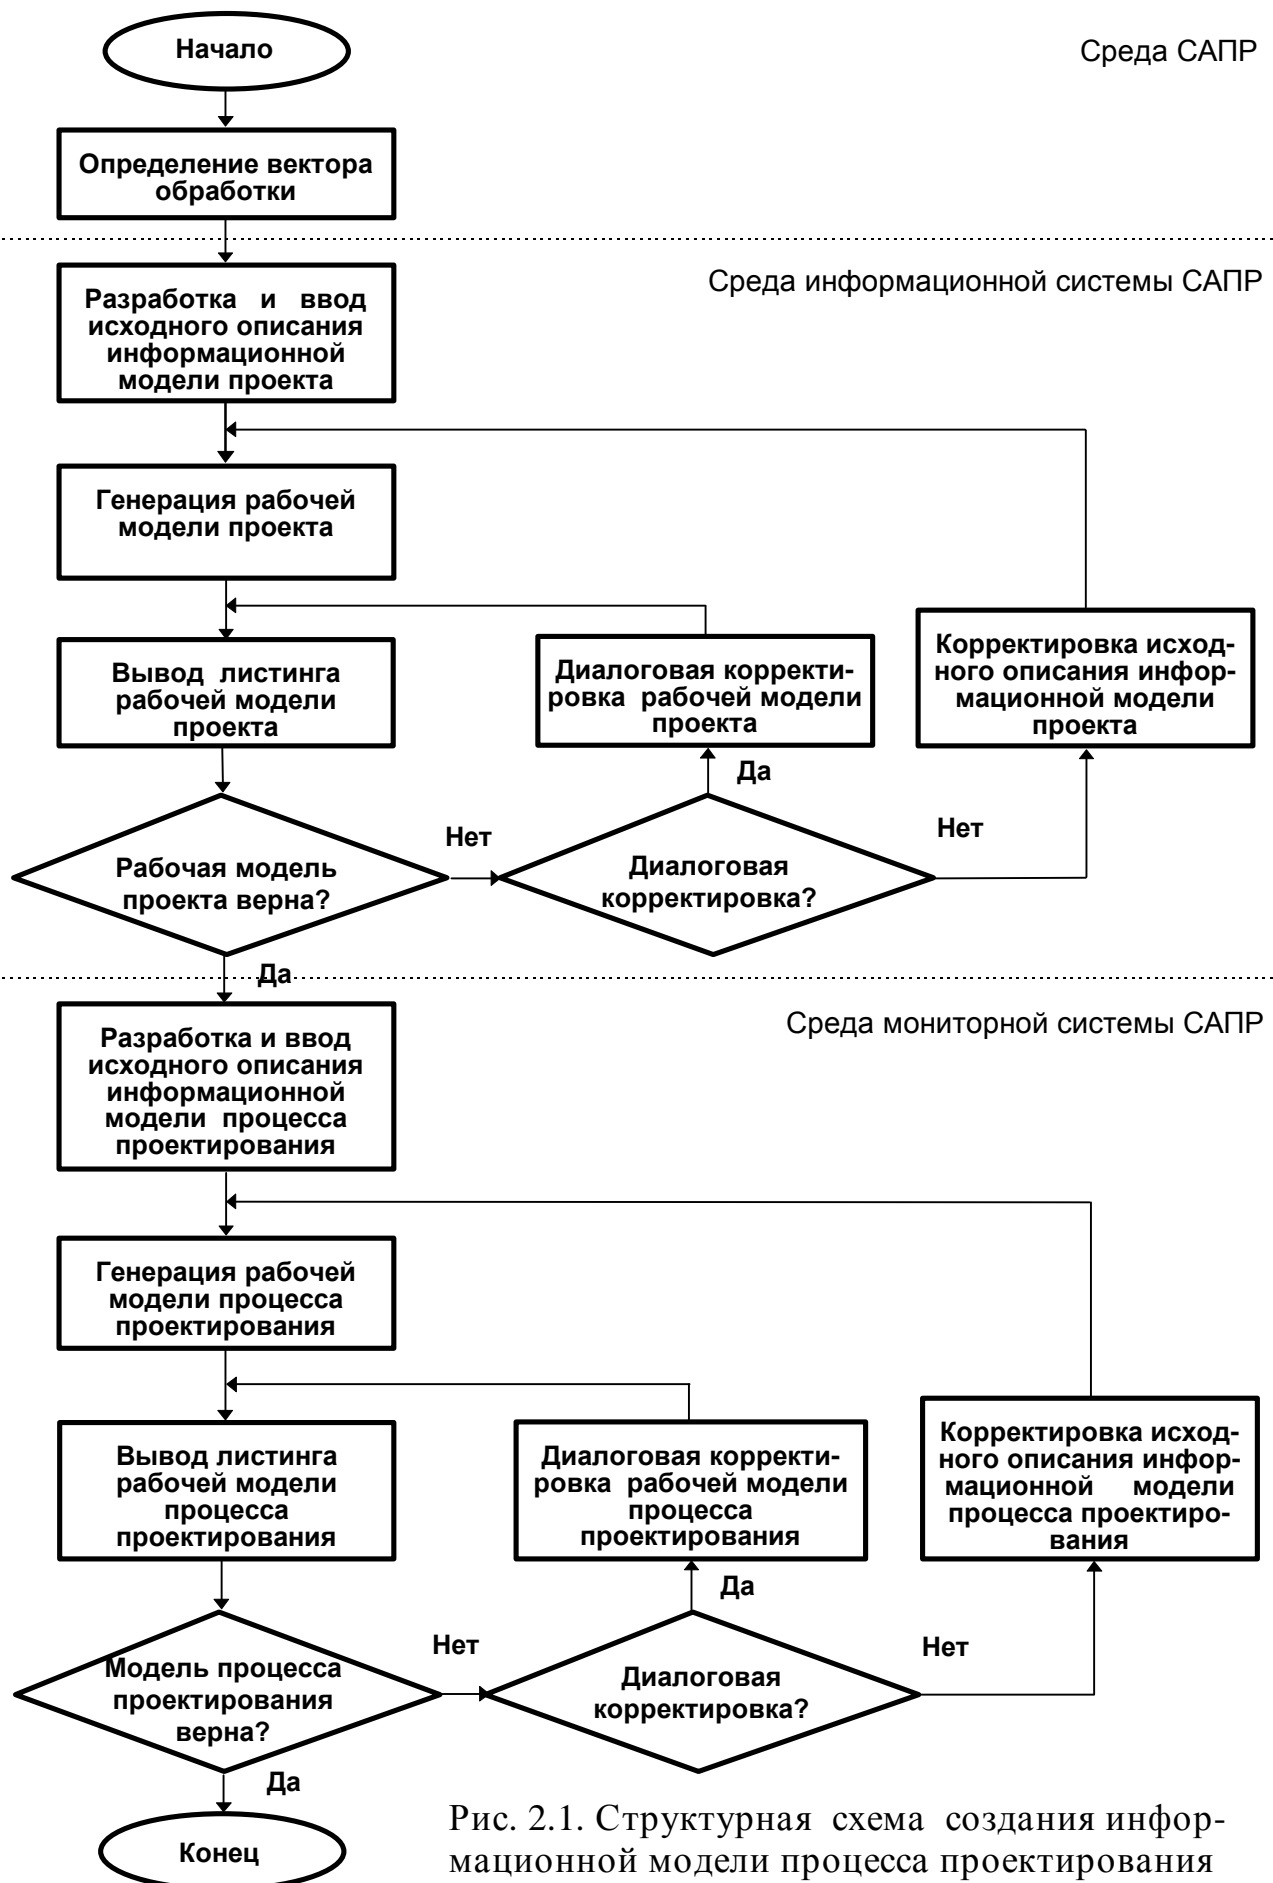 Начало
Среда САПР
Определение вектора
обработки
Среда информационной системы САПР
Разработка и ввод
исходного описания
информационной
модели проекта
Генерация рабочей
модели проекта
Вывод листинга
рабочей модели
проекта
Диалоговая корректи-
ровка рабочей модели
проекта
Корректировка исход-
ного описания инфор-
мационной модели
проекта
Да
Нет
Нет
Рабочая модель
проекта верна?
Диалоговая
корректировка?
Да
Среда мониторной системы САПР
Разработка и ввод
исходного описания
информационной
модели процесса
проектирования
Генерация рабочей
модели процесса
проектирования
Вывод листинга
рабочей модели
процесса
проектирования
Диалоговая корректи-
ровка рабочей модели
процесса
проектирования
Корректировка исход-
ного описания инфор-
мационной модели
процесса проектиро-
вания
Да
Нет
Нет
Модель процесса
проектирования
верна?
Диалоговая
корректировка?
Да
Конец
Рис. 2.1. Структурная схема создания инфор-
мационной модели процесса проектирования